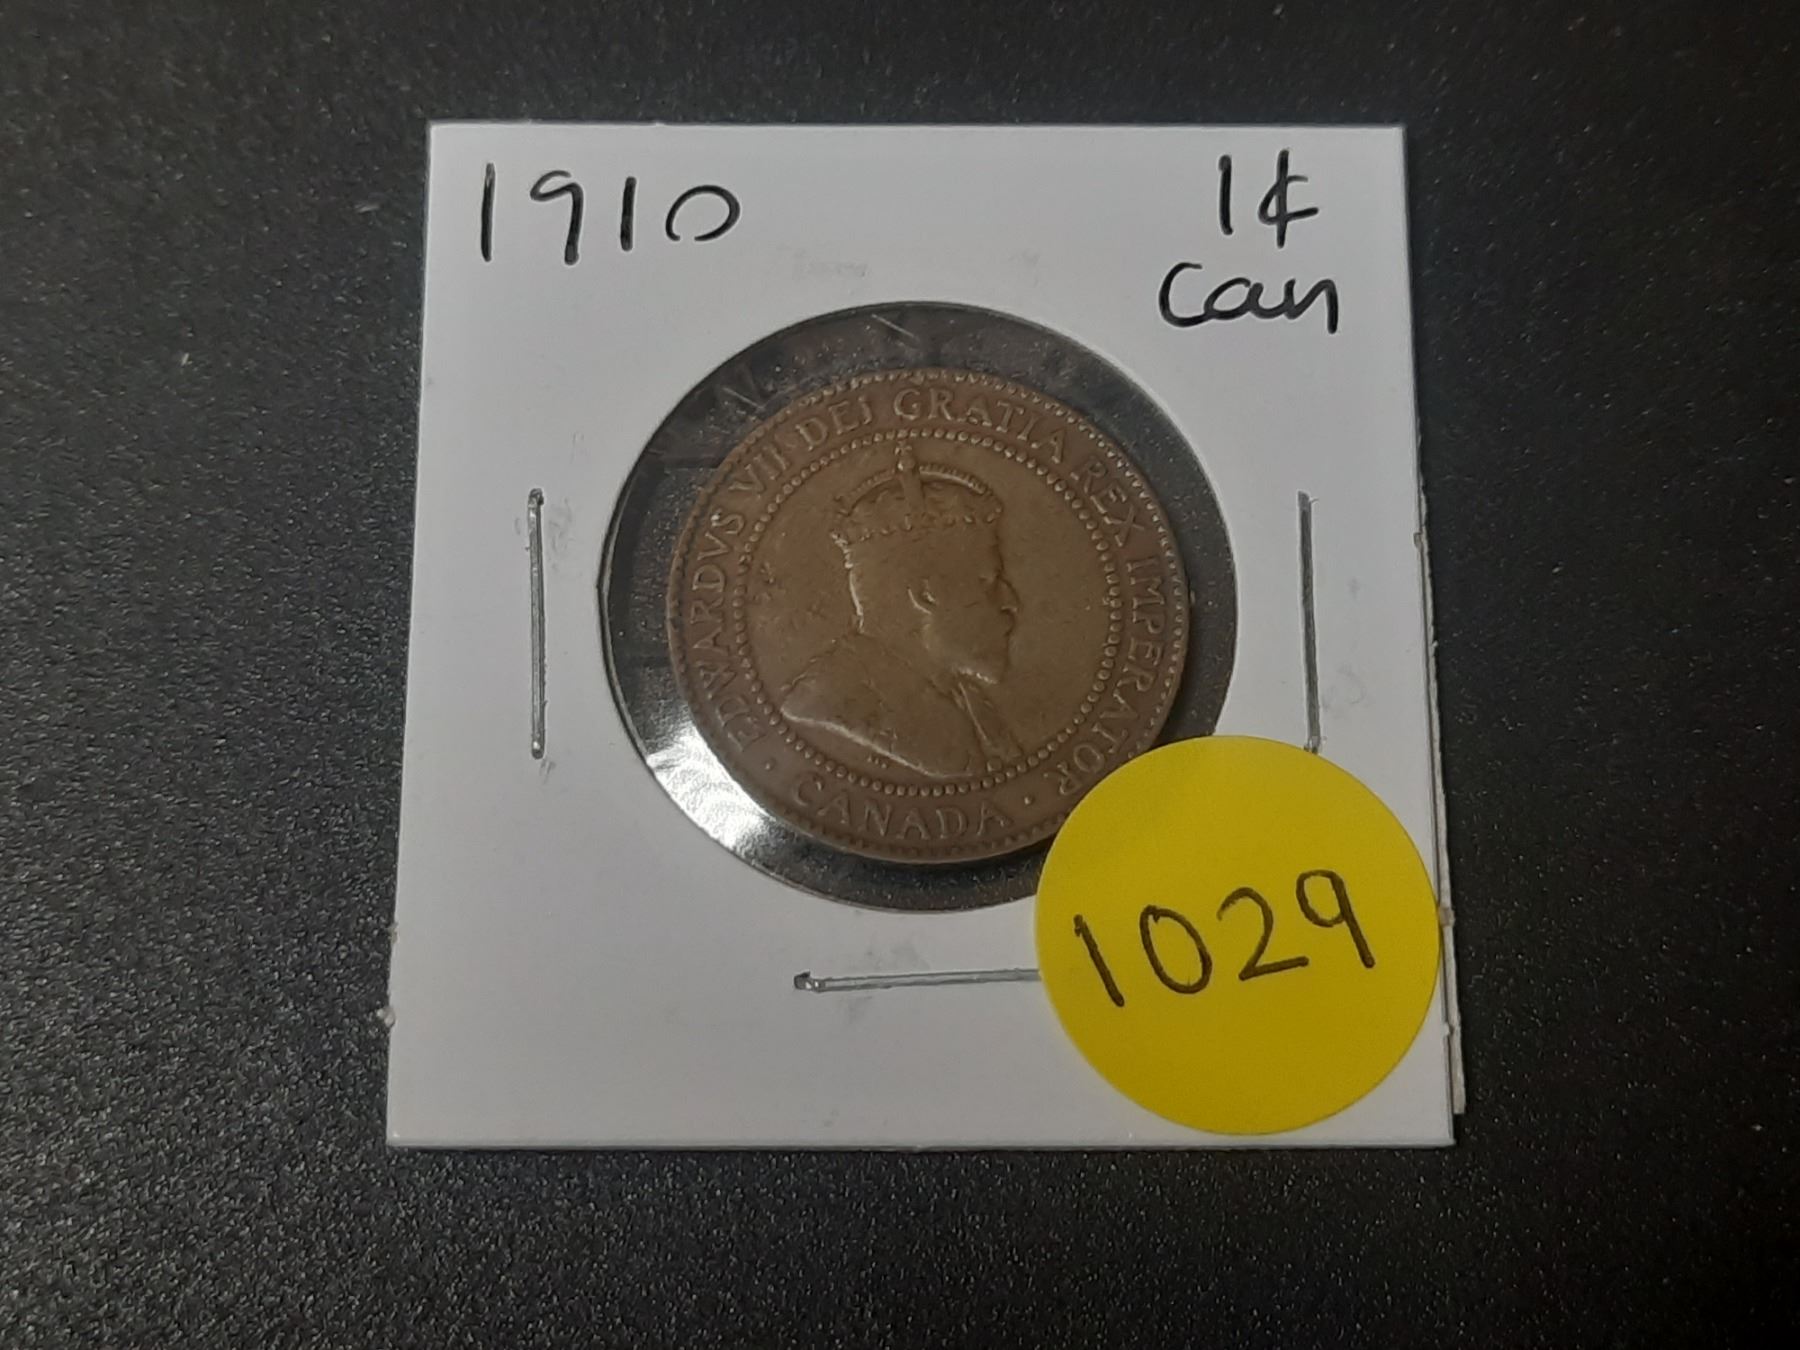 1910
1¢
Can
EDWARDVS VII DEI GRATIA REX IMPERATOR
· CANADA ·
1029